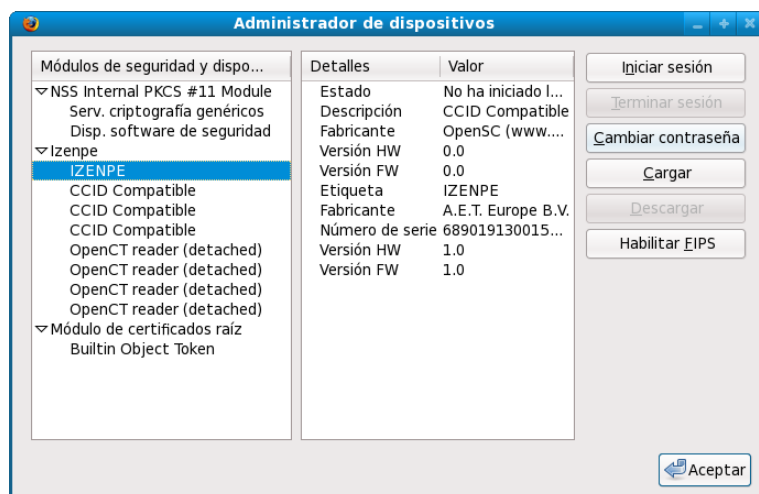 Administrador de dispositivos
Módulos de seguridad y dispo...
NSS Internal PKCS #11 Module
Serv. criptografía genéricos
Disp. software de seguridad
Izenpe
IZENPE
CCID Compatible
CCID Compatible
CCID Compatible
OpenCT reader (detached)
OpenCT reader (detached)
OpenCT reader (detached)
OpenCT reader (detached)
Módulo de certificados raíz
Builtin Object Token
Detalles Valor
Estado No ha iniciado l...
Descripción CCID Compatible
Fabricante OpenSC (www....
Versión HW 0.0
Versión FW 0.0
Etiqueta IZENPE
Fabricante A.E.T. Europe B.V.
Número de serie 689019130015...
Versión HW 1.0
Versión FW 1.0
Iniciar sesión
Terminar sesión
Cambiar contraseña
Cargar
Descargar
Habilitar FIPS
Aceptar